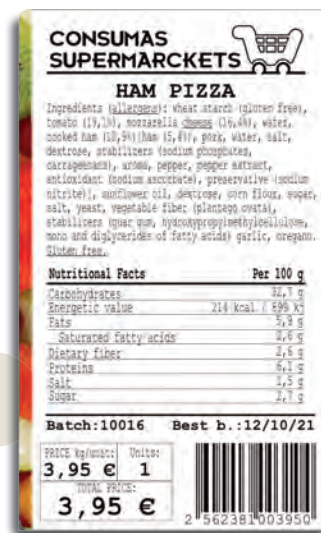 CONSUMAS
SUPERMARCKETS
HAM PIZZA
Ingredients (allergens): wheat starch (gluten free),
tomato (19,1%), mozzarella cheese (16,4%), water,
cooked ham (10,9%)[ham (5,4%), pork, water, salt,
dextrose, stabilizers (sodium phosphates,
carrageenans), aroma, pepper, pepper extract,
antioxidant (sodium ascorbate), preservative (sodium
nitrite)], sunflower oil, dextrose, corn flour, sugar,
salt, yeast, vegetable fiber (plantago ovata),
stabilizers (guar gum, hydroxypropylmethylcellulose,
mono and diglycerides of fatty acids) garlic, oregano.
Gluten free.
Nutritional Facts Per 100 g
Carbohydrates 32,7 g
Energetic value 214 kcal / 899 kj
Fats 5,9 g
Saturated fatty acids 2,6 g
Dietary fiber 2,6 g
Proteins 6,1 g
Salt 1,5 g
Sugar 2,7 g
Batch:10016 Best b.:12/10/21
PRICE kg/unit: Units:
3,95 € 1
TOTAL PRICE:
3,95 €
2 562381 003950